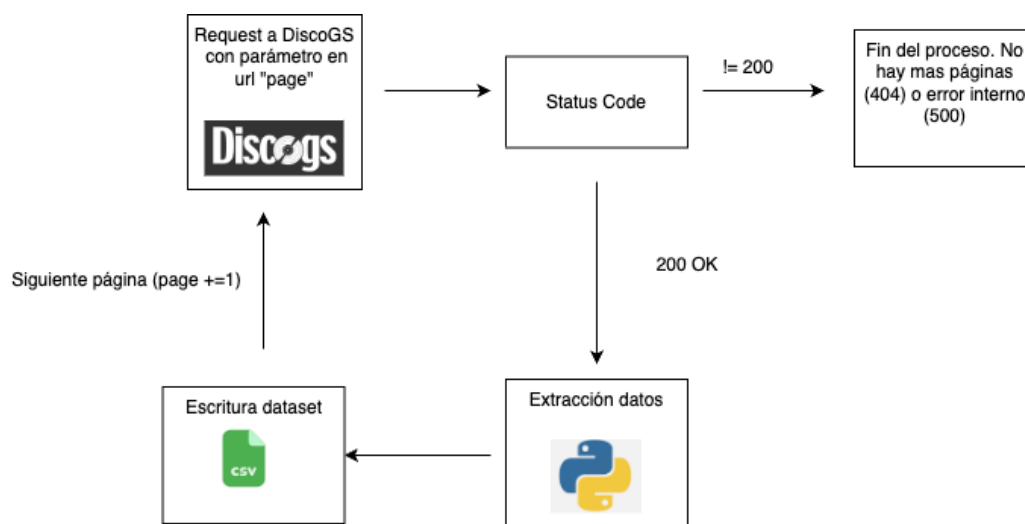 Request a DiscoGS
con parámetro en
url "page"
Discogs
Status Code
!= 200
Fin del proceso. No
hay mas páginas
(404) o error interno
(500)
Siguiente página (page +=1)
200 OK
Escritura dataset
csv
Extracción datos